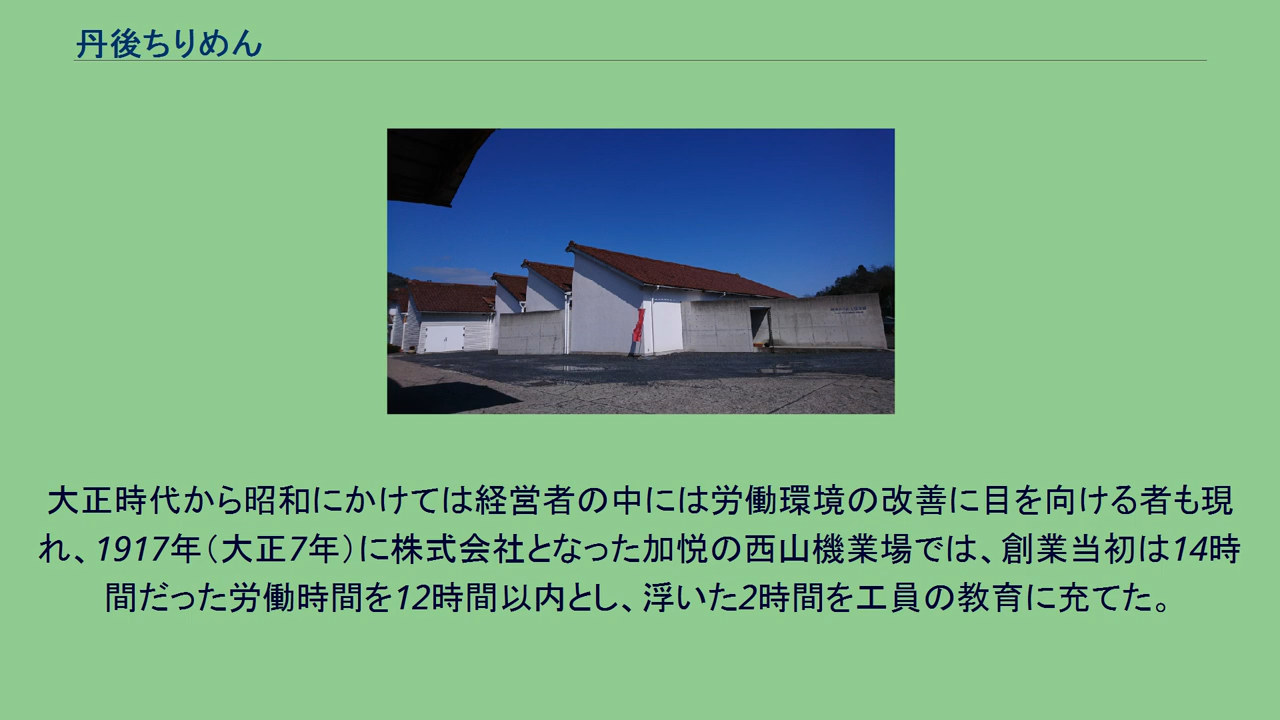 丹後ちりめん
大正時代から昭和にかけては経営者の中には労働環境の改善に目を向ける者も現
れ、1917年（大正7年）に株式会社となった加悦の西山機業場では、創業当初は14時
間だった労働時間を12時間以内とし、浮いた2時間を工員の教育に充てた。